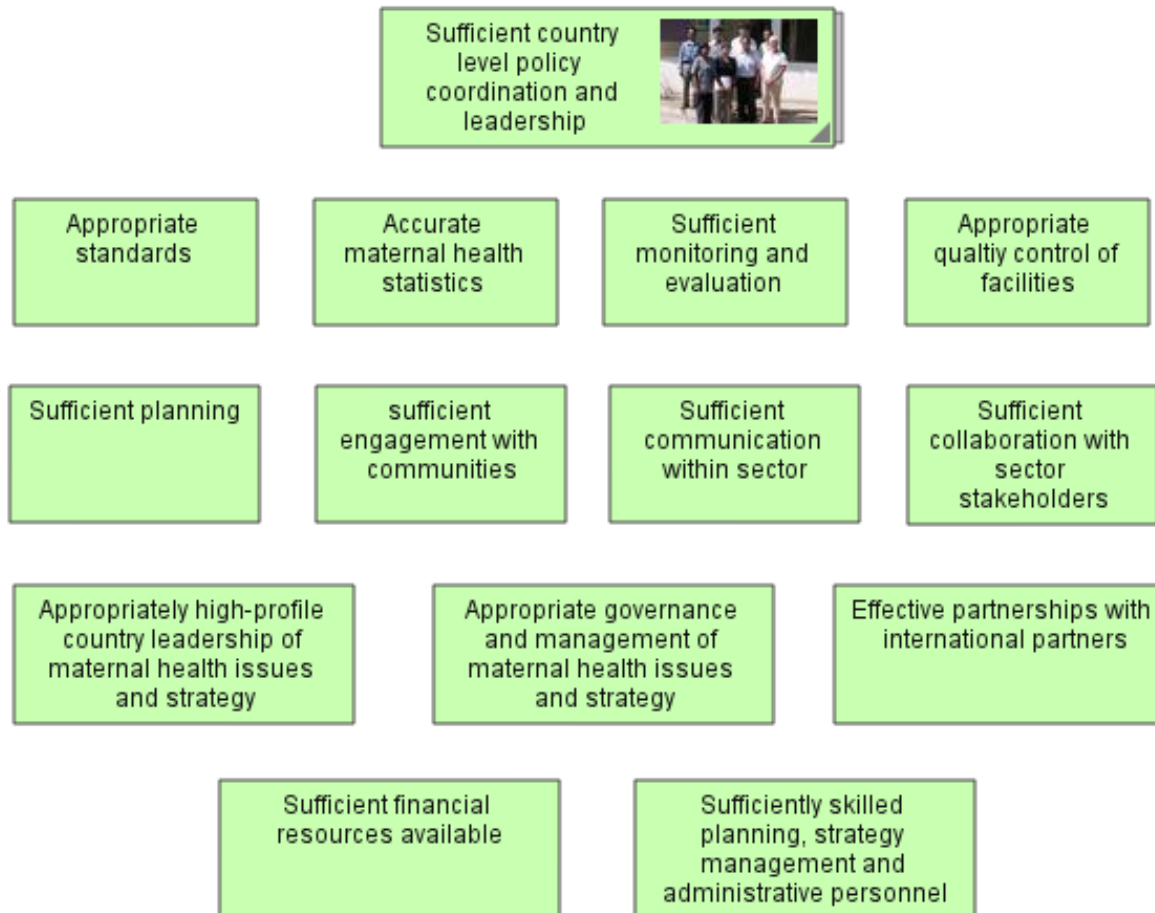 Sufficient country
level policy
coordination and
leadership
Appropriate
standards
Accurate
maternal health
statistics
Sufficient
monitoring and
evaluation
Appropriate
qualtiy control of
facilities
Sufficient planning
sufficient
engagement with
communities
Sufficient
communication
within sector
Sufficient
collaboration with
sector
stakeholders
Appropriately high-profile
country leadership of
maternal health issues
and strategy
Appropriate governance
and management of
maternal health issues
and strategy
Effective partnerships with
international partners
Sufficient financial
resources available
Sufficiently skilled
planning, strategy
management and
administrative personnel